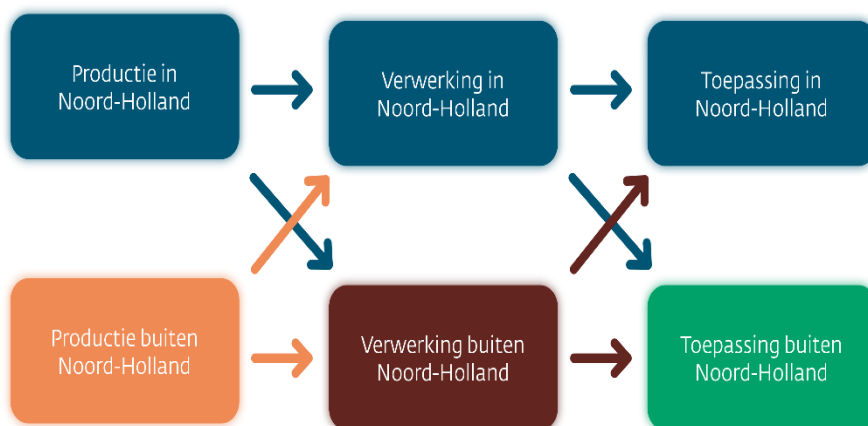 Productie in
Noord-Holland
Verwerking in
Noord-Holland
Toepassing in
Noord-Holland
Productie buiten
Noord-Holland
Verwerking buiten
Noord-Holland
Toepassing buiten
Noord-Holland